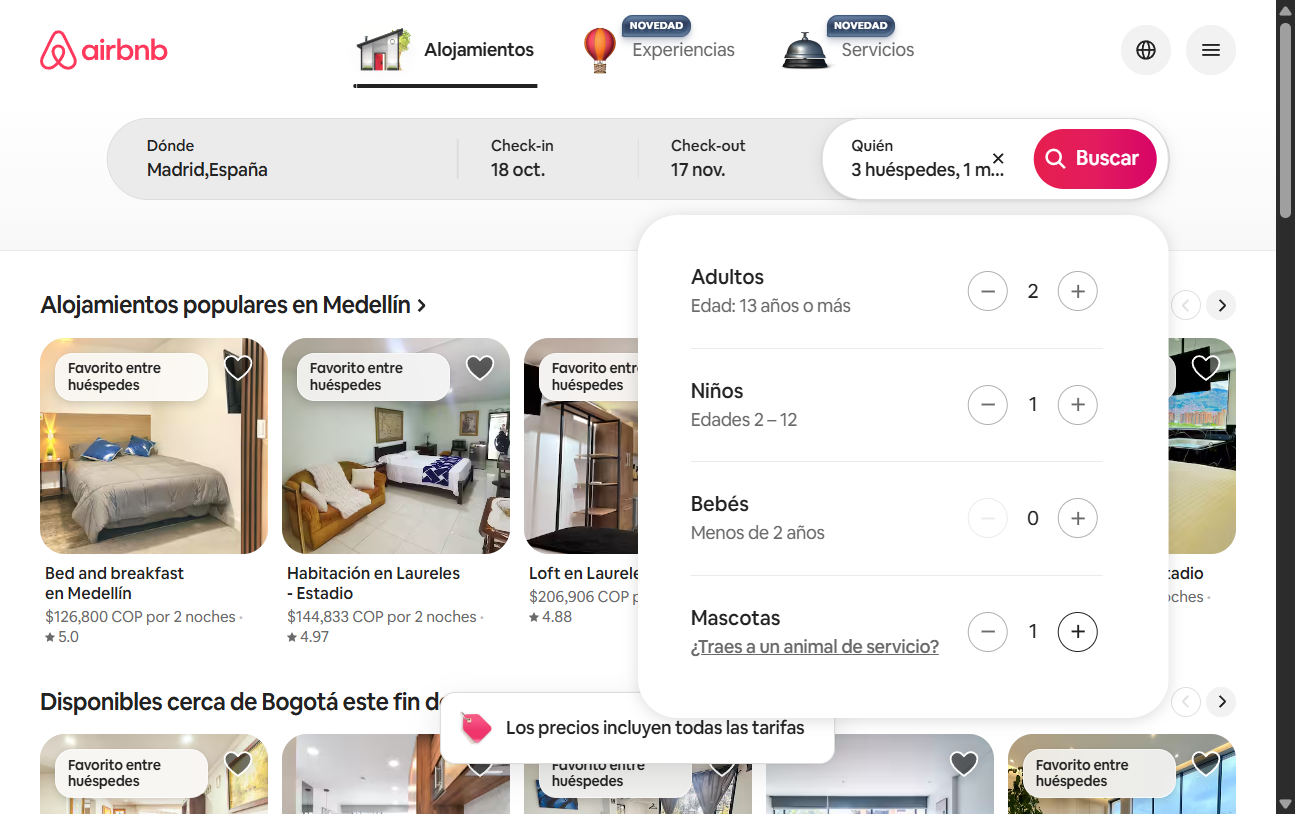 airbnb
Alojamientos
NOVEDAD
Experiencias
NOVEDAD
Servicios
Dónde
Madrid,España
Check-in
18 oct.
Check-out
17 nov.
Quién
3 huéspedes, 1 m...
Buscar
Adultos
Edad: 13 años o más
2
Niños
Edades 2 – 12
1
Bebés
Menos de 2 años
0
Mascotas
¿Traes a un animal de servicio?
1
Alojamientos populares en Medellín
Favorito entre
huéspedes
Favorito entre
huéspedes
Favorito entre
huéspedes
Bed and breakfast
en Medellín
$126,800 COP por 2 noches ·
5.0
Habitación en Laureles
- Estadio
$144,833 COP por 2 noches ·
4.97
Loft en Laurele
$206,906 COP p
4.88
tadio
oches ·
Disponibles cerca de Bogotá este fin de
Los precios incluyen todas las tarifas
Favorito entre
huéspedes
Favorito entre
huéspedes
Favorito entre
huéspedes